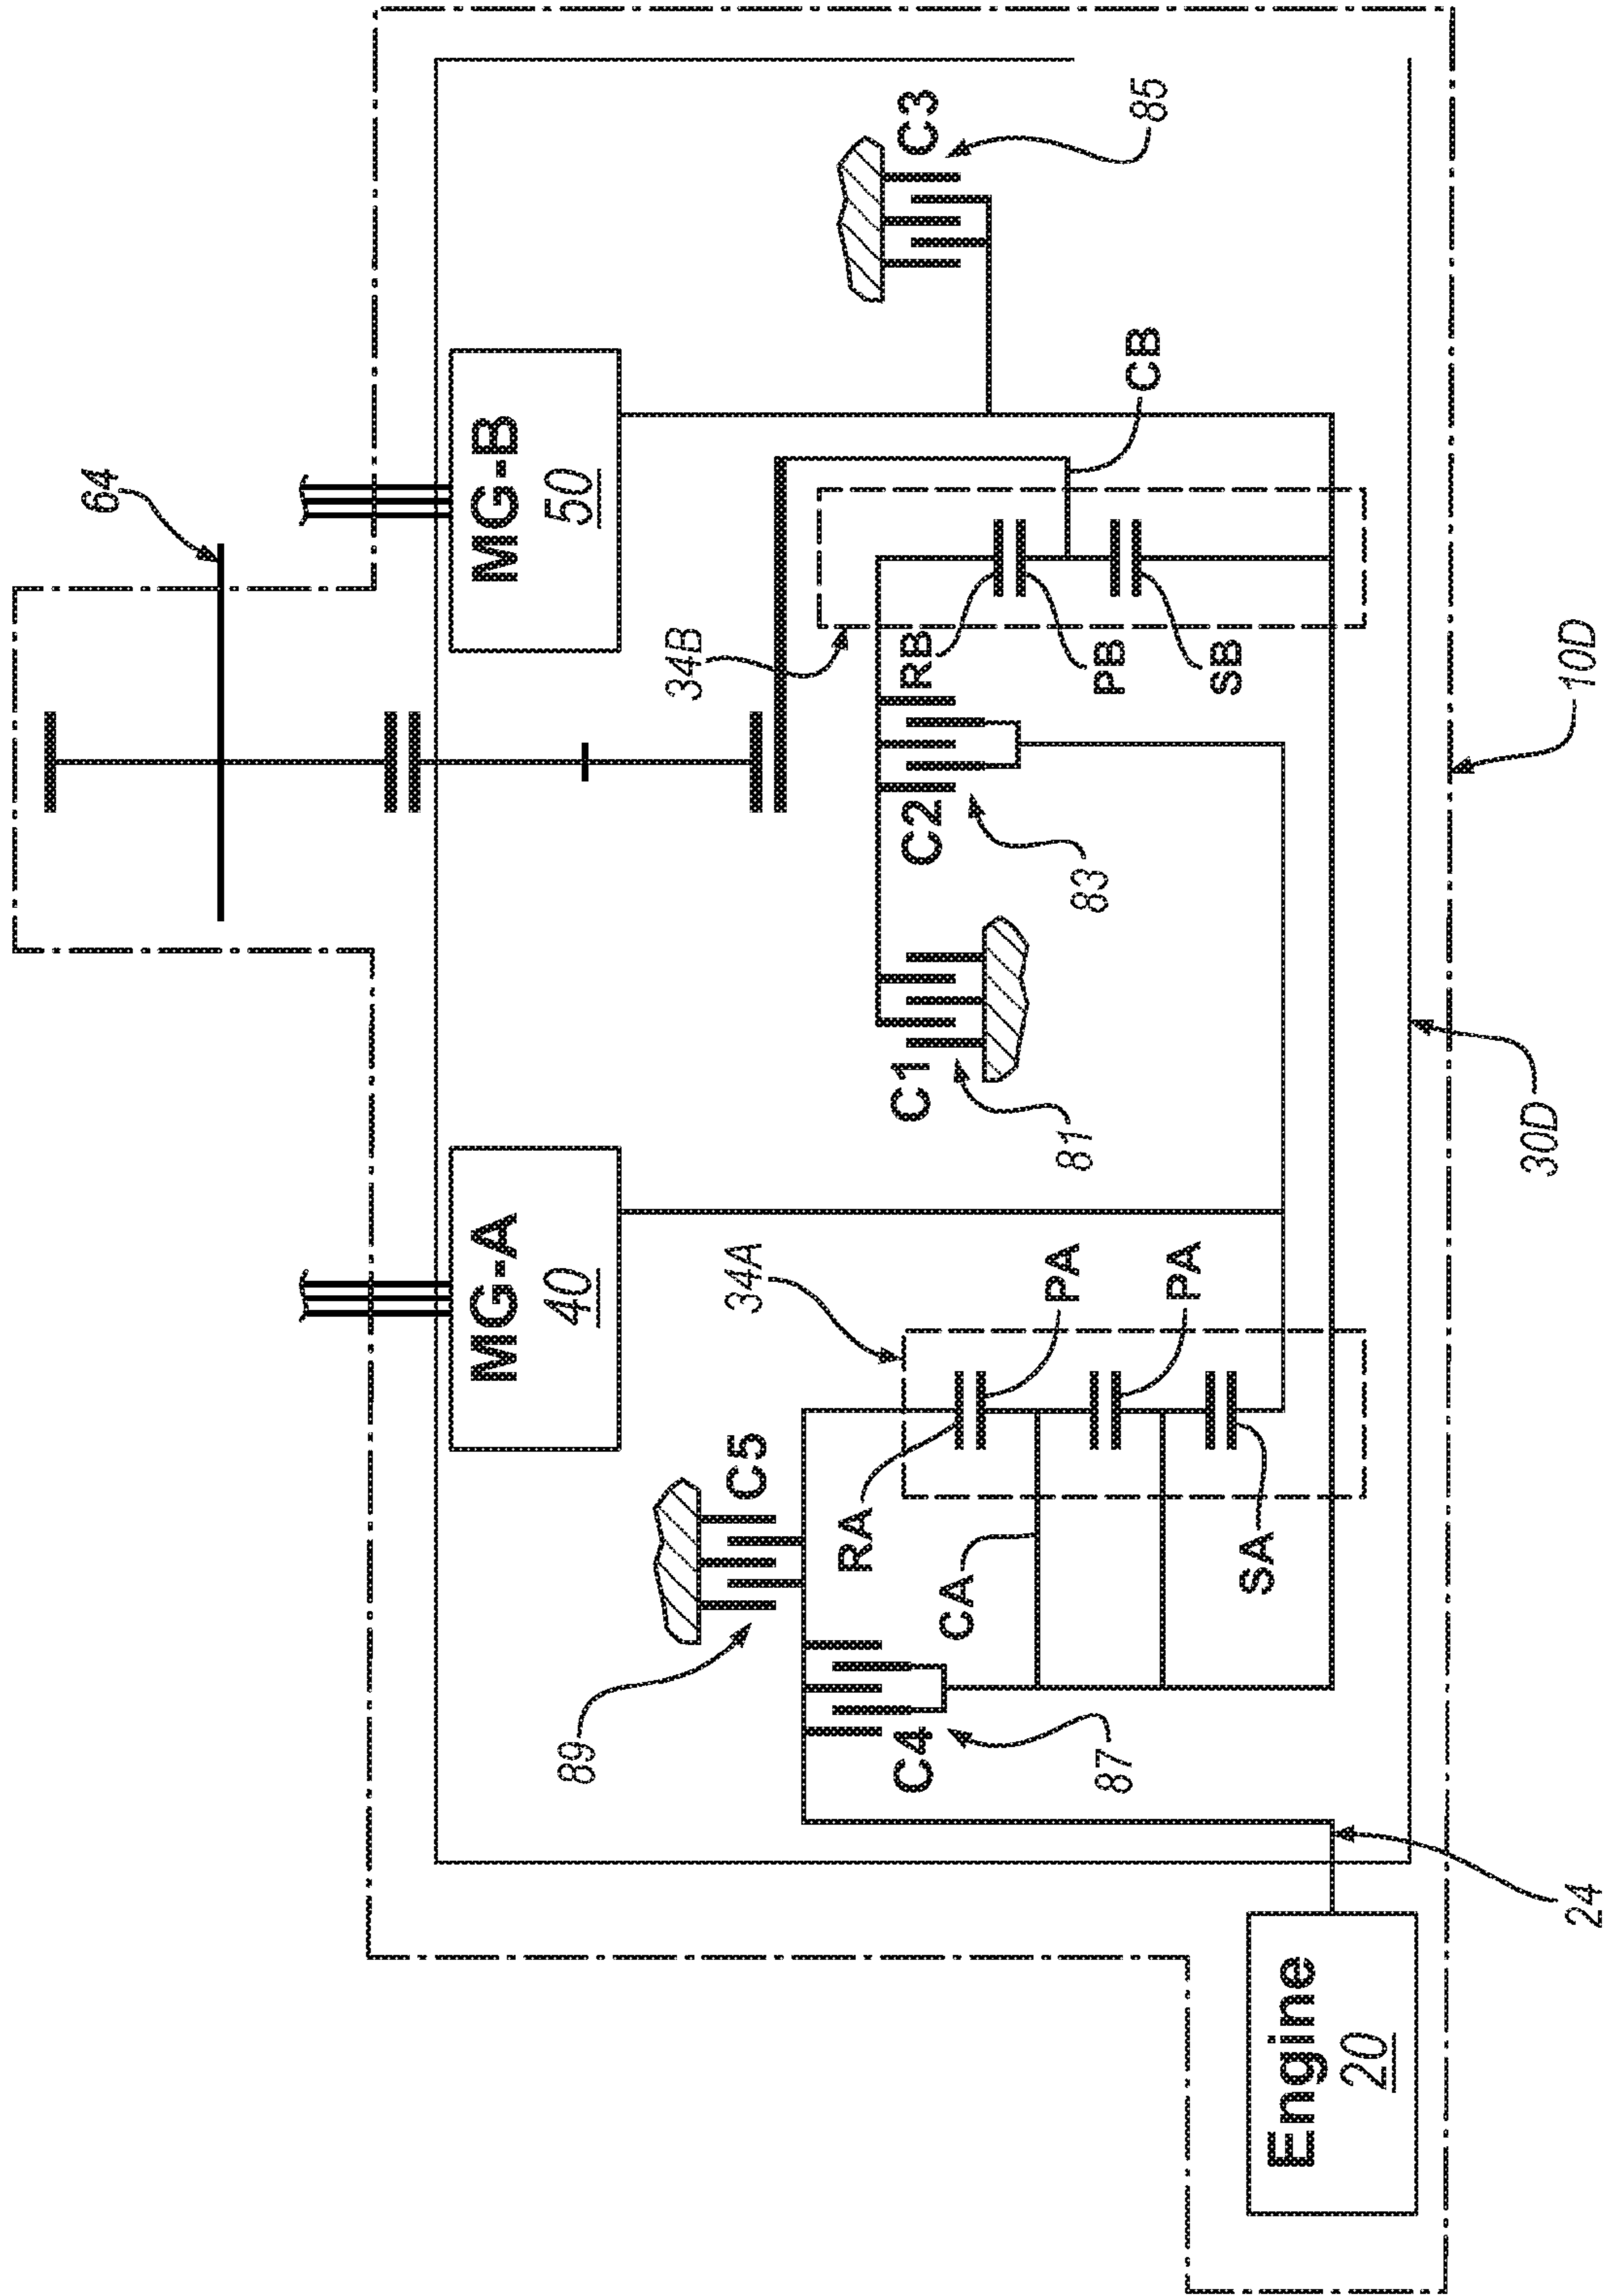 64
MG-A
40
MG-B
50
89
C5
34A
34B
C3
85
C4
87
RA
PA
PA
CA
SA
C1
81
C2
83
RB
PB
SB
CB
Engine
20
24
30D
10D